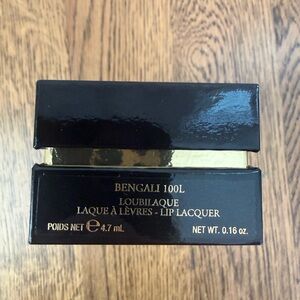 BENGALI 100L
LOUBILAQUE
LAQUE À LÈVRES - LIP LACQUER
POIDS NET ℮ 4.7 mL NET WT. 0.16 oz.